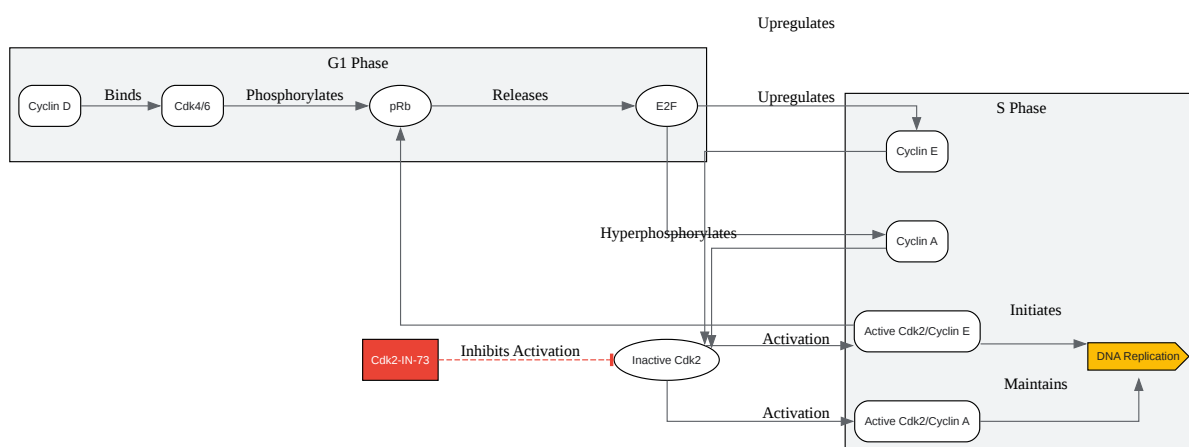 Upregulates
G1 Phase
Cyclin D
Binds
Cdk4/6
Phosphorylates
pRb
Releases
E2F
Upregulates
S Phase
Cyclin E
Hyperphosphorylates
Cyclin A
Initiates
Active Cdk2/Cyclin E
Activation
Cdk2-IN-73
Inhibits Activation
Inactive Cdk2
DNA Replication
Maintains
Activation
Active Cdk2/Cyclin A